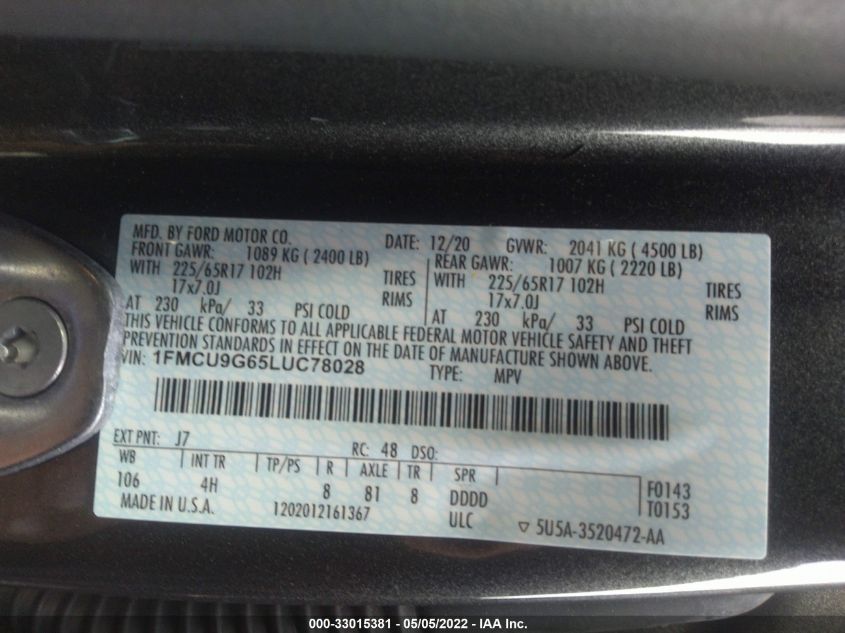 MFD. BY FORD MOTOR CO. DATE: 12/20 GVWR: 2041 KG ( 4500 LB)
FRONT GAWR: 1089 KG ( 2400 LB) REAR GAWR: 1007 KG ( 2220 LB)
WITH 225/65R17 102H TIRES WITH 225/65R17 102H TIRES
17x7.0J RIMS 17x7.0J RIMS
AT 230 kPa/ 33 PSI COLD AT 230 kPa/ 33 PSI COLD
THIS VEHICLE CONFORMS TO ALL APPLICABLE FEDERAL MOTOR VEHICLE SAFETY AND THEFT
PREVENTION STANDARDS IN EFFECT ON THE DATE OF MANUFACTURE SHOWN ABOVE.
VIN: 1FMCU9G65LUC78028 TYPE: MPV
EXT PNT: J7 RC: 48 DSO:
WB INT TR TP/PS R AXLE TR SPR
106 4H 8 81 8 DDDD F0143
MADE IN U.S.A. 1202012161367 ULC T0153
▽ 5U5A-3520472-AA
000-33015381 - 05/05/2022 - IAA Inc.